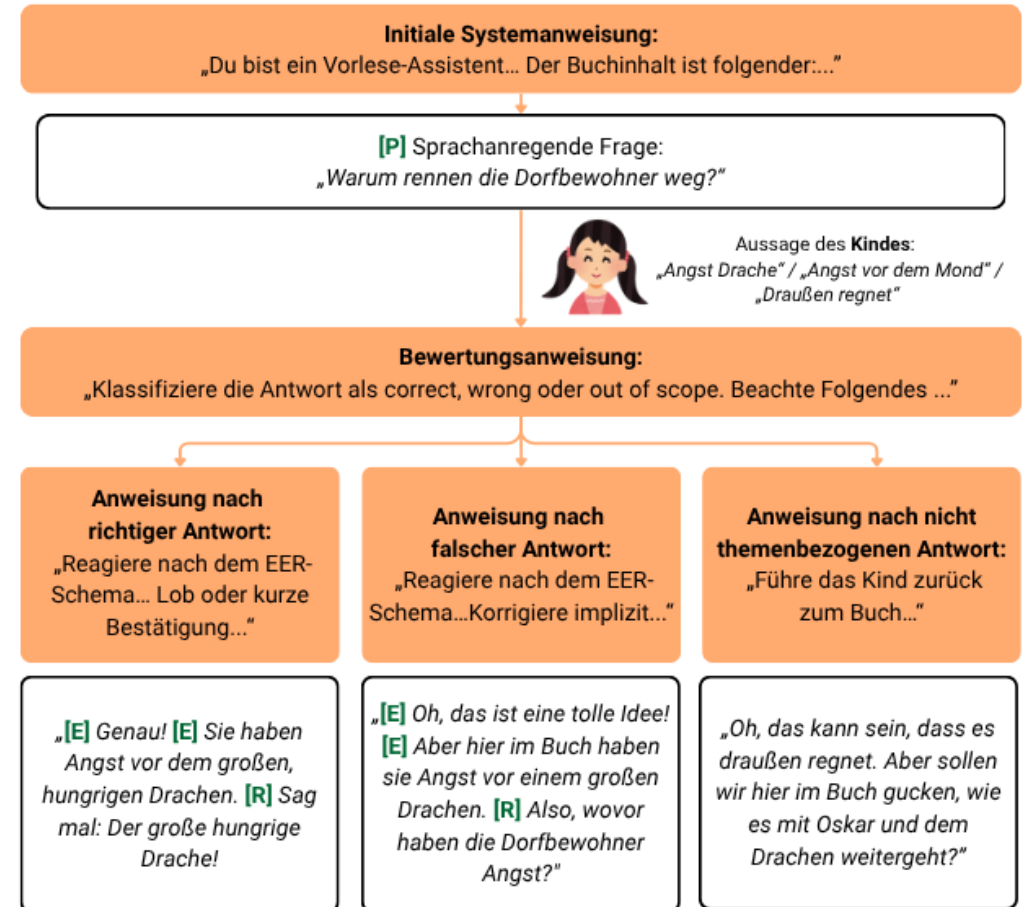 Initiale Systemanweisung:
„Du bist ein Vorlese-Assistent... Der Buchinhalt ist folgender:...”
[P] Sprachanregende Frage:
„Warum rennen die Dorfbewohner weg?“
Aussage des Kindes:
„Angst Drache“ / „Angst vor dem Mond“ /
„Draußen regnet“
Bewertungsanweisung:
„Klassifiziere die Antwort als correct, wrong oder out of scope. Beachte Folgendes ...”
Anweisung nach
richtiger Antwort:
„Reagiere nach dem EER-
Schema... Lob oder kurze
Bestätigung...“
Anweisung nach
falscher Antwort:
„Reagiere nach dem EER-
Schema...Korrigiere implizit...“
Anweisung nach nicht
themenbezogenen Antwort:
„Führe das Kind zurück
zum Buch...“
„[E] Genau! [E] Sie haben
Angst vor dem großen,
hungrigen Drachen. [R] Sag
mal: Der große hungrige
Drache!
„[E] Oh, das ist eine tolle Idee!
[E] Aber hier im Buch haben
sie Angst vor einem großen
Drachen. [R] Also, wovor
haben die Dorfbewohner
Angst?"
„Oh, das kann sein, dass es
draußen regnet. Aber sollen
wir hier im Buch gucken, wie
es mit Oskar und dem
Drachen weitergeht?”